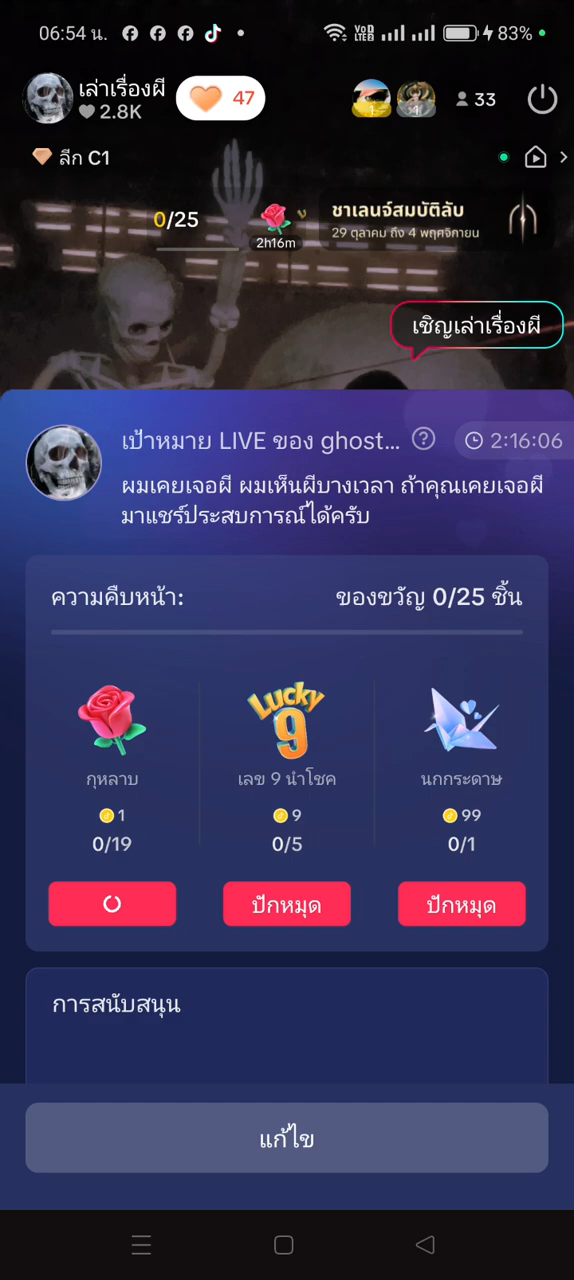 06:54 น. VoD LTE2 83%
เล่าเรื่องผี
2.8K
47
1
4
33
ลีก C1
0/25
2h16m
ชาเลนจ์สมบัติลับ
29 ตุลาคม ถึง 4 พฤศจิกายน
เชิญเล่าเรื่องผี
เป้าหมาย LIVE ของ ghost... 2:16:06
ผมเคยเจอผี ผมเห็นผีบางเวลา ถ้าคุณเคยเจอผี
มาแชร์ประสบการณ์ได้ครับ
ความคืบหน้า: ของขวัญ 0/25 ชิ้น
Lucky 9
กุหลาบ เลข 9 นำโชค นกกระดาษ
1 9 99
0/19 0/5 0/1
ปักหมุด ปักหมุด
การสนับสนุน
แก้ไข